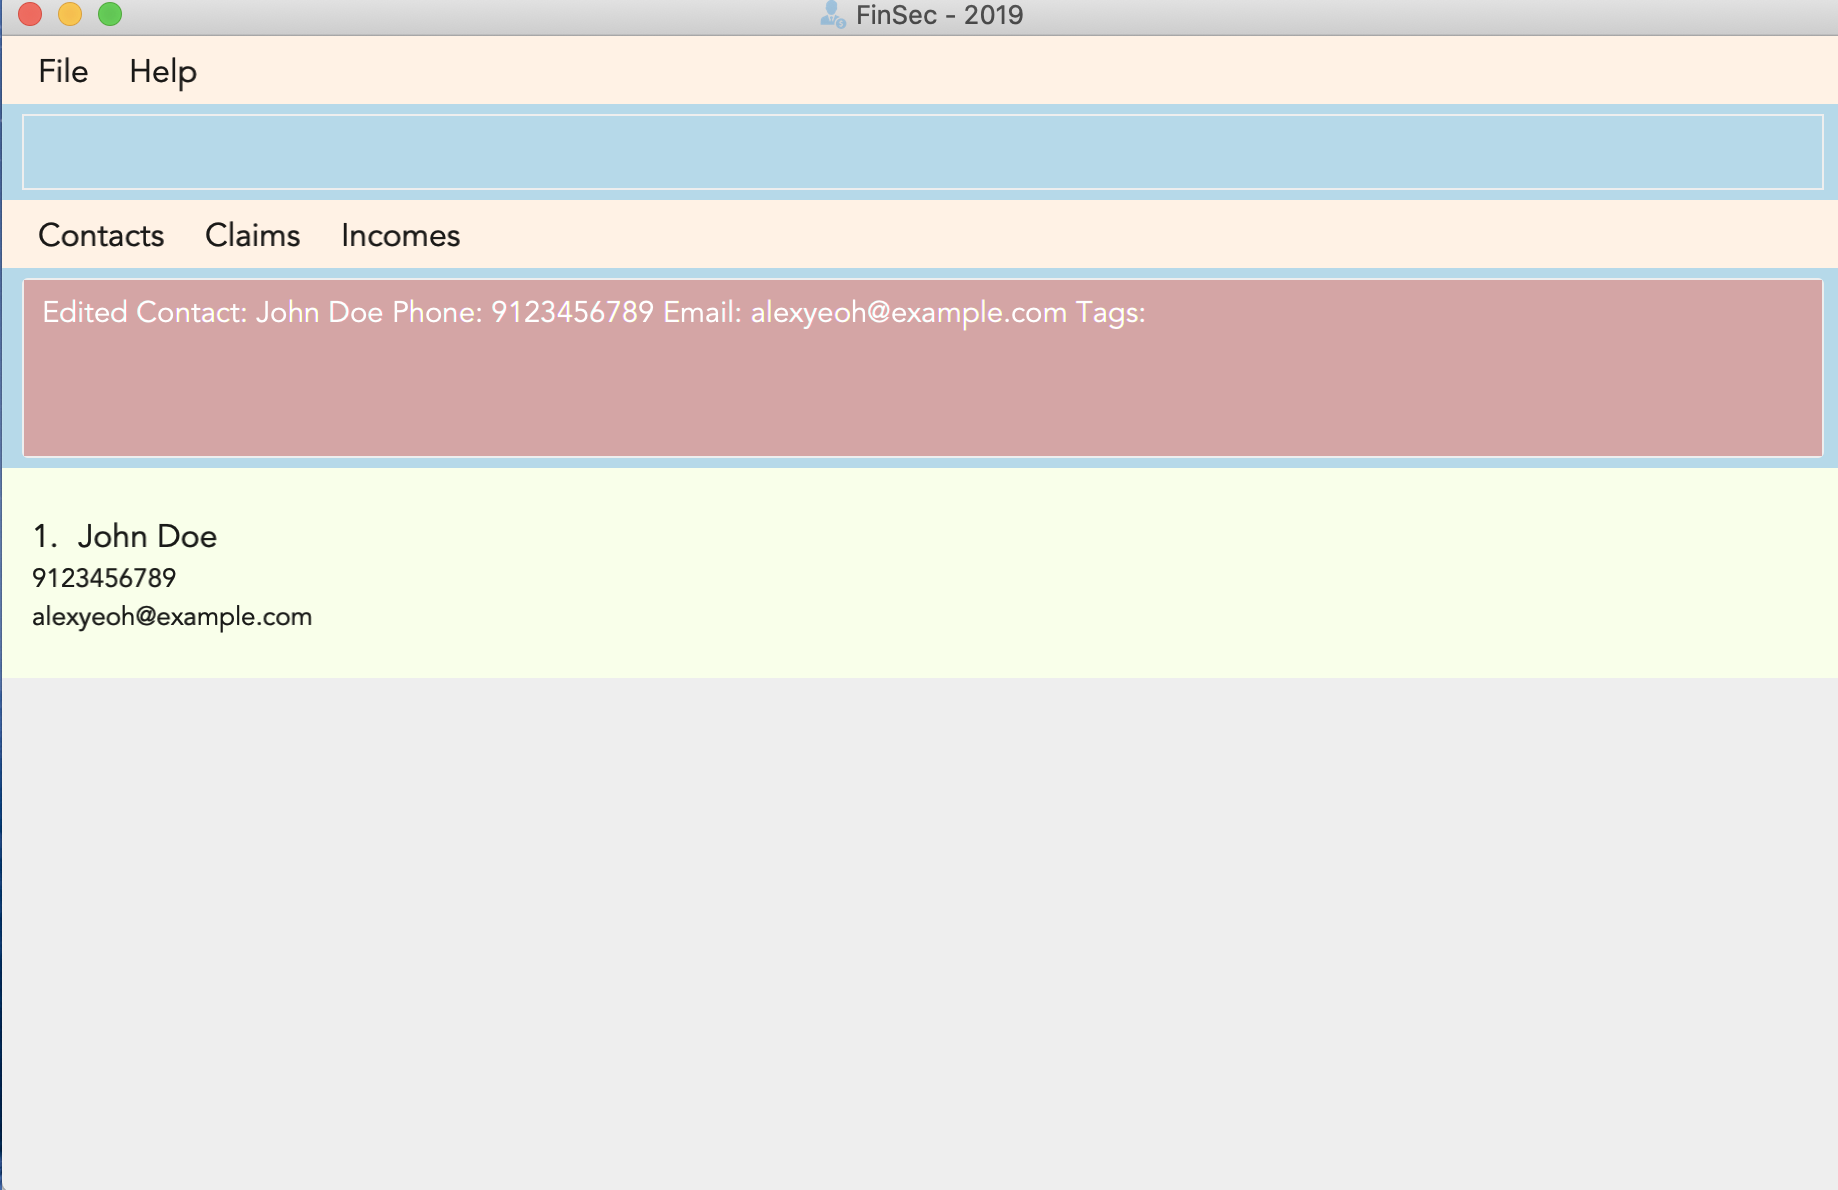 FinSec - 2019
File Help
Contacts Claims Incomes
Edited Contact: John Doe Phone: 9123456789 Email: alexyeoh@example.com Tags:
1. John Doe
9123456789
alexyeoh@example.com